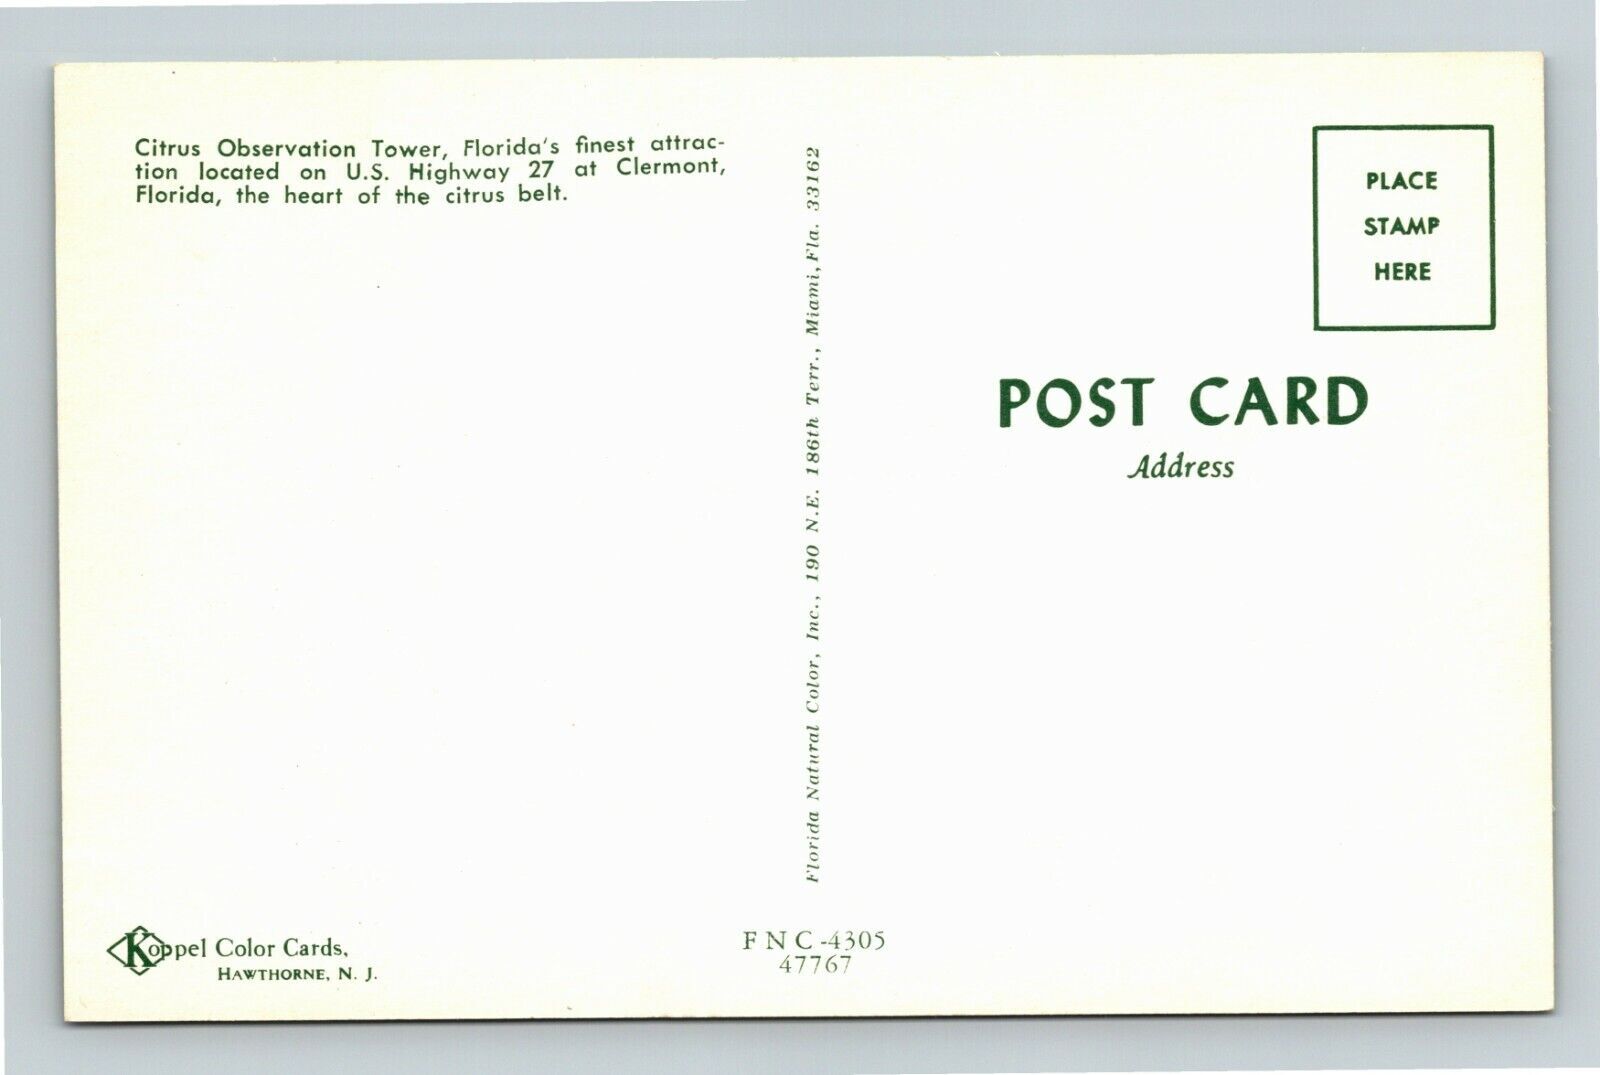 Citrus Observation Tower, Florida's finest attrac-
tion located on U.S. Highway 27 at Clermont,
Florida, the heart of the citrus belt.
Florida Natural Color, Inc., 190 N.E. 186th Terr., Miami, Fla. 33162
PLACE
STAMP
HERE
POST CARD
Address
Koppel Color Cards,
HAWTHORNE, N. J.
FNC-4305
47767